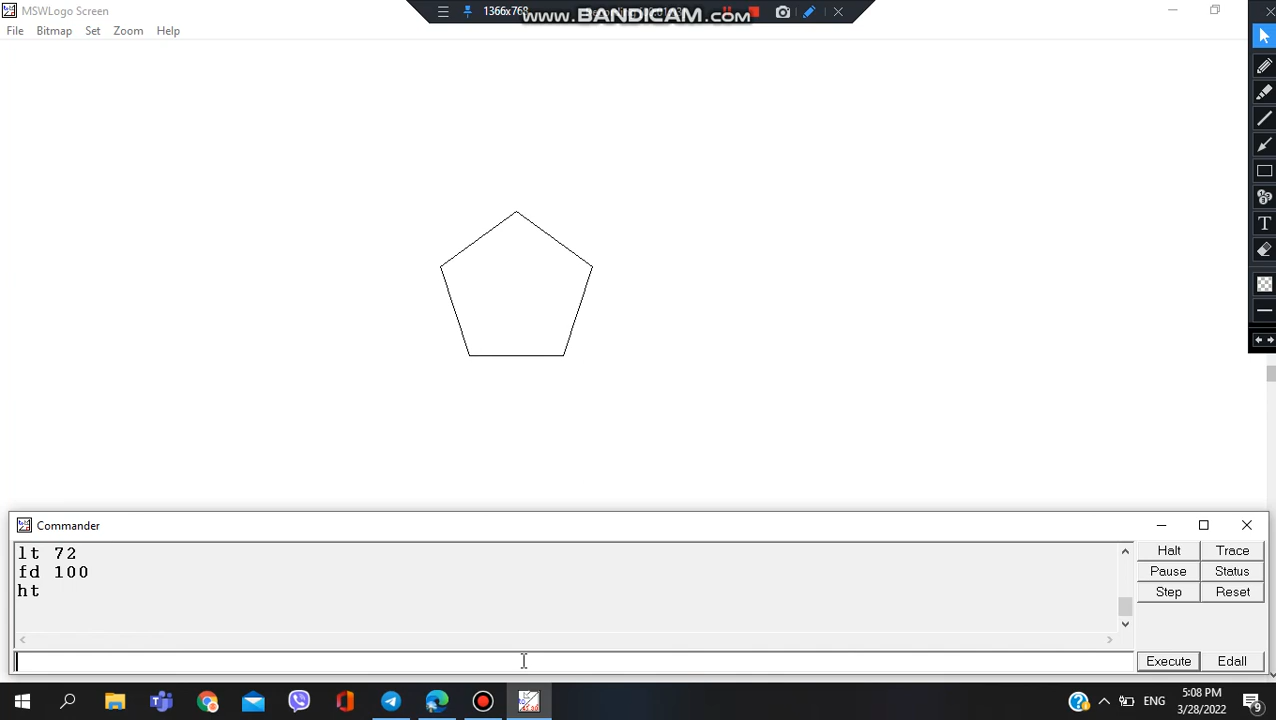 MSWLogo Screen
1366x768
www.BANDICAM.com
File Bitmap Set Zoom Help
T
Commander
lt 72
fd 100
ht
Halt Trace
Pause Status
Step Reset
Execute Edall
ENG
5:08 PM
3/28/2022
9